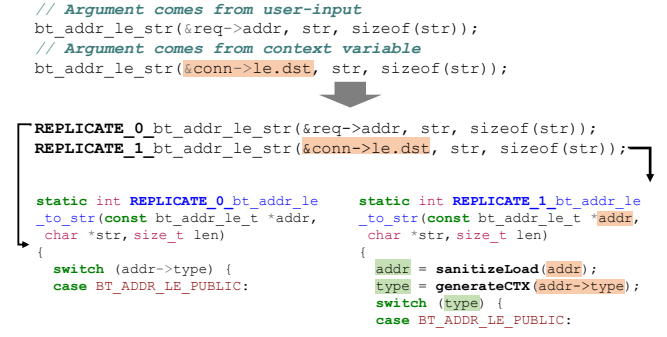 // Argument comes from user-input
bt_addr_le_str(&req->addr, str, sizeof(str));
// Argument comes from context variable
bt_addr_le_str(&conn->le.dst, str, sizeof(str));
REPLICATE_0_bt_addr_le_str(&req->addr, str, sizeof(str));
REPLICATE_1_bt_addr_le_str(&conn->le.dst, str, sizeof(str));
static int REPLICATE_0_bt_addr_le
_to_str(const bt_addr_le_t *addr,
char *str, size_t len)
{
switch (addr->type) {
case BT_ADDR_LE_PUBLIC:
static int REPLICATE_1_bt_addr_le
_to_str(const bt_addr_le_t *addr,
char *str, size_t len)
{
addr = sanitizeLoad(addr);
type = generateCTX(addr->type);
switch (type) {
case BT_ADDR_LE_PUBLIC: